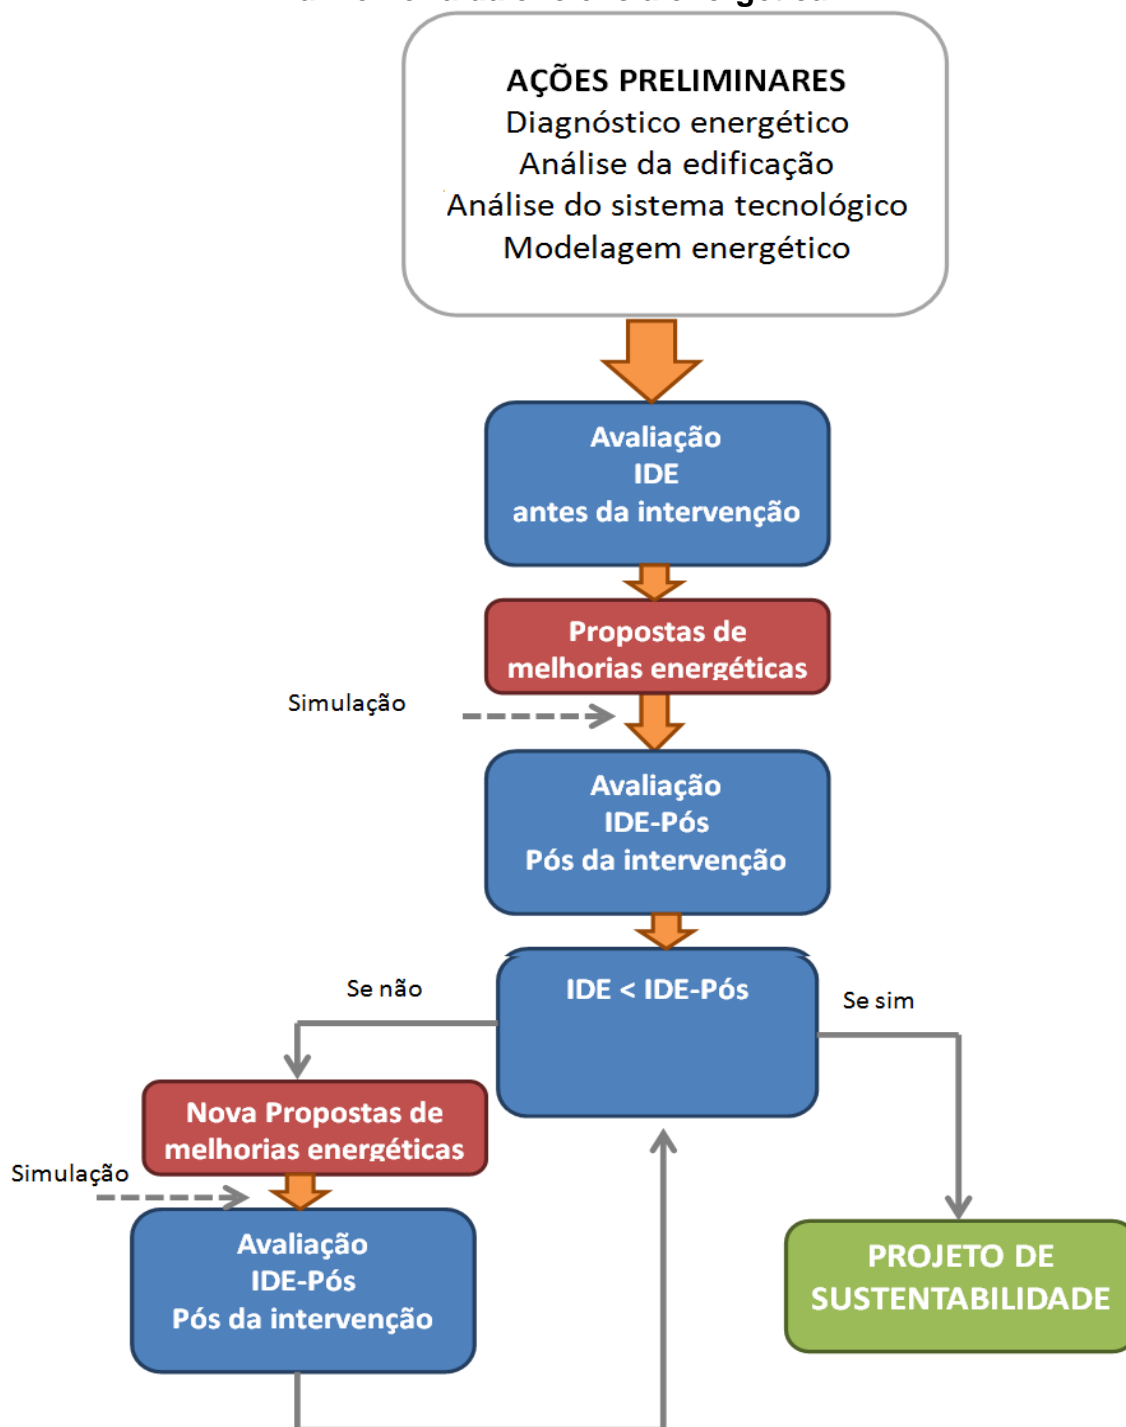 AÇÕES PRELIMINARES
Diagnóstico energético
Análise da edificação
Análise do sistema tecnológico
Modelagem energético
Avaliação
IDE
antes da intervenção
Propostas de
melhorias energéticas
Simulação
Avaliação
IDE-Pós
Pós da intervenção
IDE < IDE-Pós
Se não
Se sim
Nova Propostas de
melhorias energéticas
Simulação
Avaliação
IDE-Pós
Pós da intervenção
PROJETO DE
SUSTENTABILIDADE